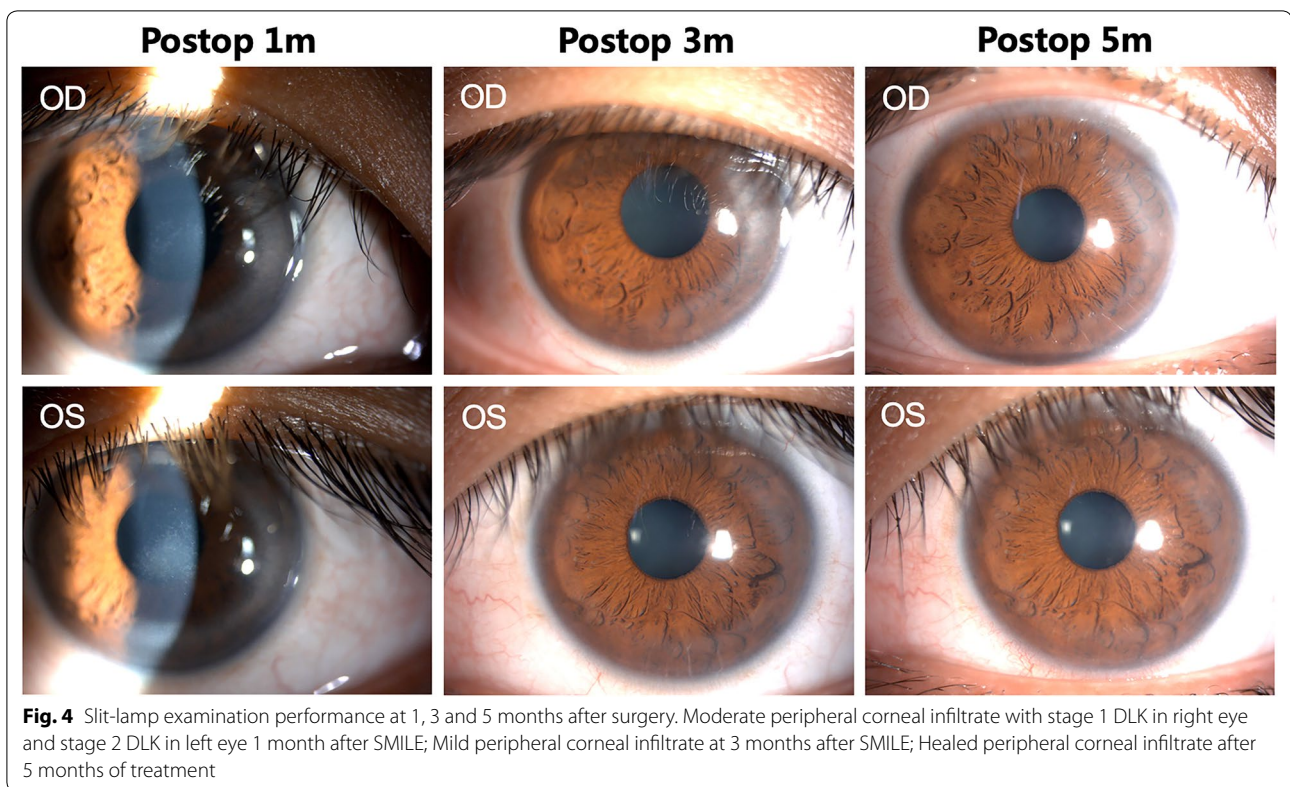 Postop 1m
Postop 3m
Postop 5m
OD
OD
OD
OS
OS
OS
Fig. 4 Slit-lamp examination performance at 1, 3 and 5 months after surgery. Moderate peripheral corneal infiltrate with stage 1 DLK in right eye
and stage 2 DLK in left eye 1 month after SMILE; Mild peripheral corneal infiltrate at 3 months after SMILE; Healed peripheral corneal infiltrate after
5 months of treatment